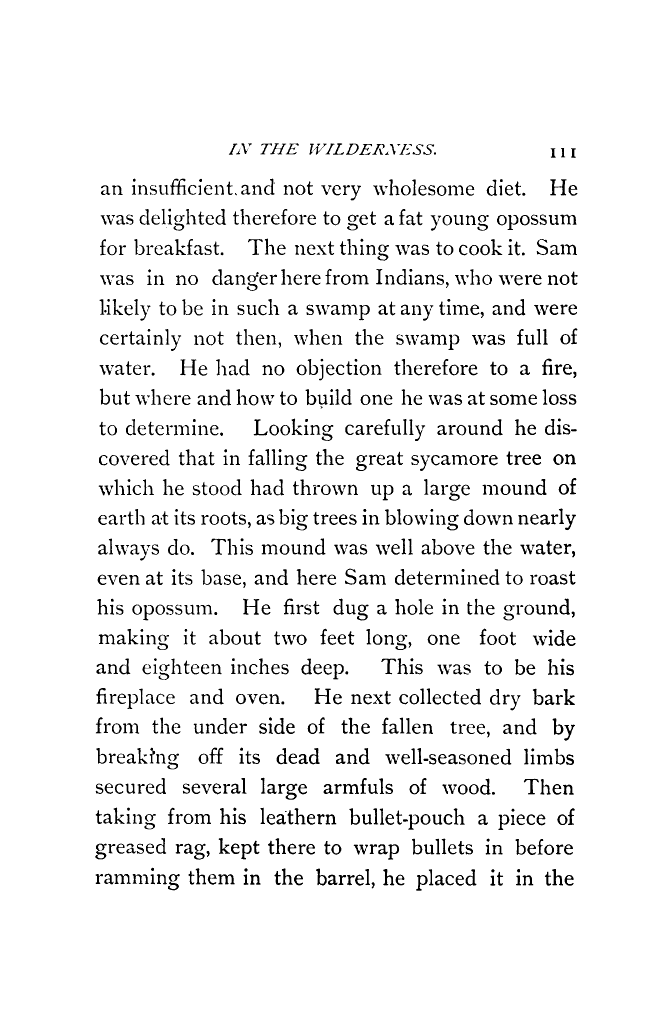 IN THE WILDERNESS. 111
an insufficient and not very wholesome diet. He
was delighted therefore to get a fat young opossum
for breakfast. The next thing was to cook it. Sam
was in no danger here from Indians, who were not
likely to be in such a swamp at any time, and were
certainly not then, when the swamp was full of
water. He had no objection therefore to a fire,
but where and how to build one he was at some loss
to determine. Looking carefully around he dis-
covered that in falling the great sycamore tree on
which he stood had thrown up a large mound of
earth at its roots, as big trees in blowing down nearly
always do. This mound was well above the water,
even at its base, and here Sam determined to roast
his opossum. He first dug a hole in the ground,
making it about two feet long, one foot wide
and eighteen inches deep. This was to be his
fireplace and oven. He next collected dry bark
from the under side of the fallen tree, and by
breaking off its dead and well-seasoned limbs
secured several large armfuls of wood. Then
taking from his leathern bullet-pouch a piece of
greased rag, kept there to wrap bullets in before
ramming them in the barrel, he placed it in the